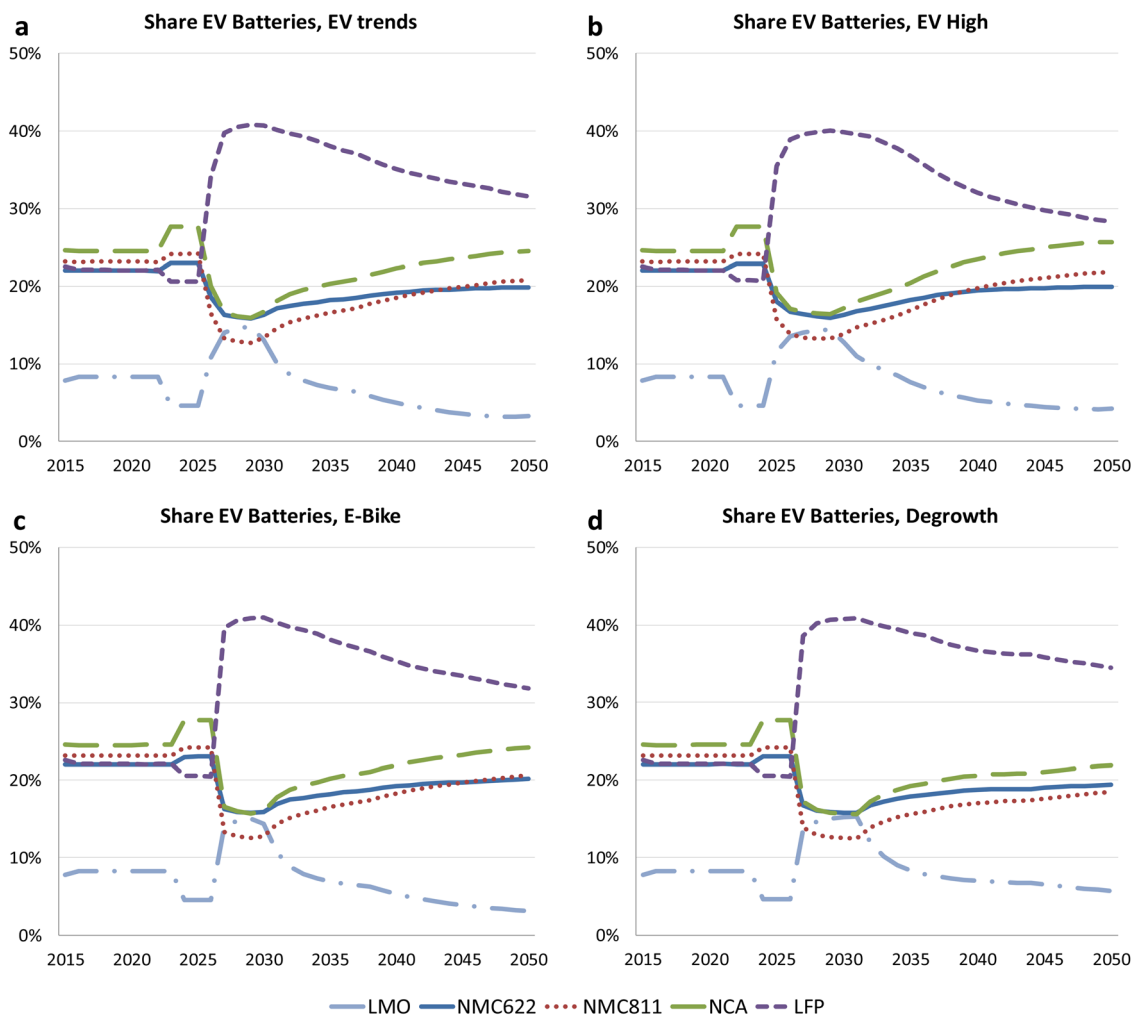 a Share EV Batteries, EV trends
50%
40%
30%
20%
10%
0%
2015 2020 2025 2030 2035 2040 2045 2050
b Share EV Batteries, EV High
50%
40%
30%
20%
10%
0%
2015 2020 2025 2030 2035 2040 2045 2050
c Share EV Batteries, E-Bike
50%
40%
30%
20%
10%
0%
2015 2020 2025 2030 2035 2040 2045 2050
d Share EV Batteries, Degrowth
50%
40%
30%
20%
10%
0%
2015 2020 2025 2030 2035 2040 2045 2050
LMO NMC622 NMC811 NCA LFP